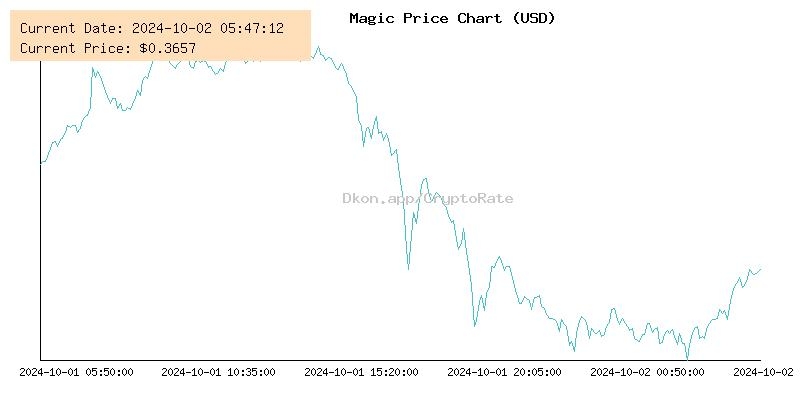 Magic Price Chart (USD)
Current Date: 2024-10-02 05:47:12
Current Price: $0.3657
Dkon.app/CryptoRate
2024-10-01 05:50:00 2024-10-01 10:35:00 2024-10-01 15:20:00 2024-10-01 20:05:00 2024-10-02 00:50:00 2024-10-02